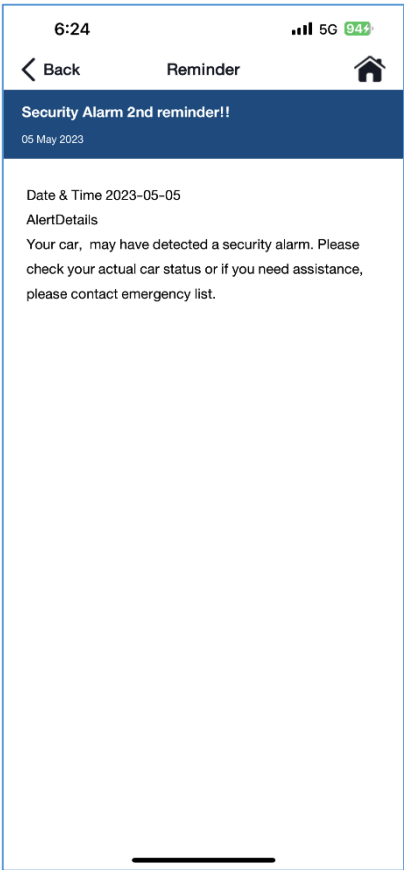 6:24 5G 94
Back Reminder
Security Alarm 2nd reminder!!
05 May 2023
Date & Time 2023-05-05
AlertDetails
Your car,  may have detected a security alarm. Please
check your actual car status or if you need assistance,
please contact emergency list.